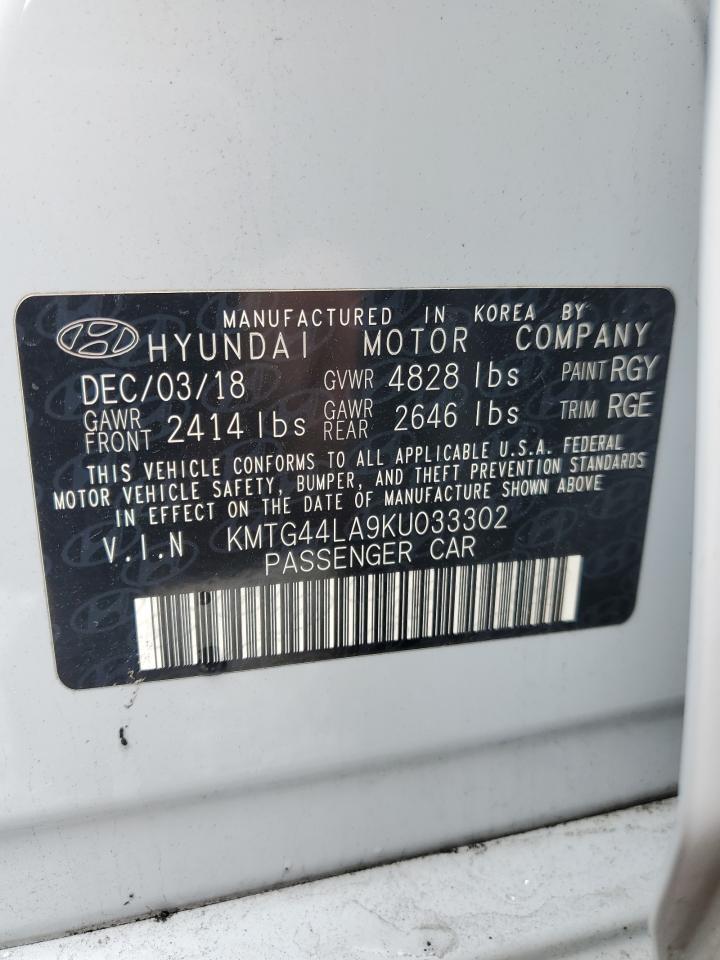 MANUFACTURED IN KOREA BY
HYUNDAI MOTOR COMPANY
DEC/03/18 GVWR 4828 lbs PAINT RGY
GAWR FRONT 2414 lbs GAWR REAR 2646 lbs TRIM RGE
THIS VEHICLE CONFORMS TO ALL APPLICABLE U.S.A. FEDERAL
MOTOR VEHICLE SAFETY, BUMPER, AND THEFT PREVENTION STANDARDS
IN EFFECT ON THE DATE OF MANUFACTURE SHOWN ABOVE
V.I.N KMTG44LA9KU033302
PASSENGER CAR